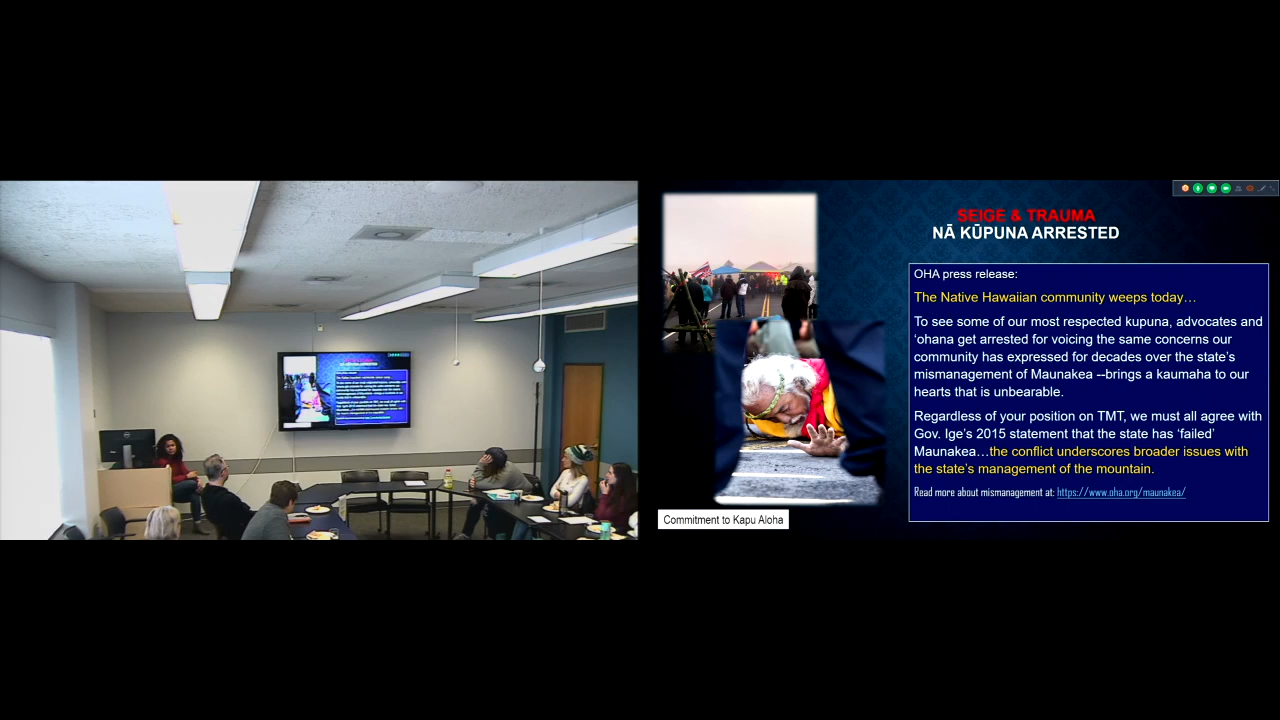 SEIGE & TRAUMA
NĀ KŪPUNA ARRESTED
OHA press release:
The Native Hawaiian community weeps today…
To see some of our most respected kupuna, advocates and
‘ohana get arrested for voicing the same concerns our
community has expressed for decades over the state’s
mismanagement of Maunakea --brings a kaumaha to our
hearts that is unbearable.
Regardless of your position on TMT, we must all agree with
Gov. Ige’s 2015 statement that the state has ‘failed’
Maunakea…the conflict underscores broader issues with
the state’s management of the mountain.
Read more about mismanagement at: https://www.oha.org/maunakea/
Commitment to Kapu Aloha